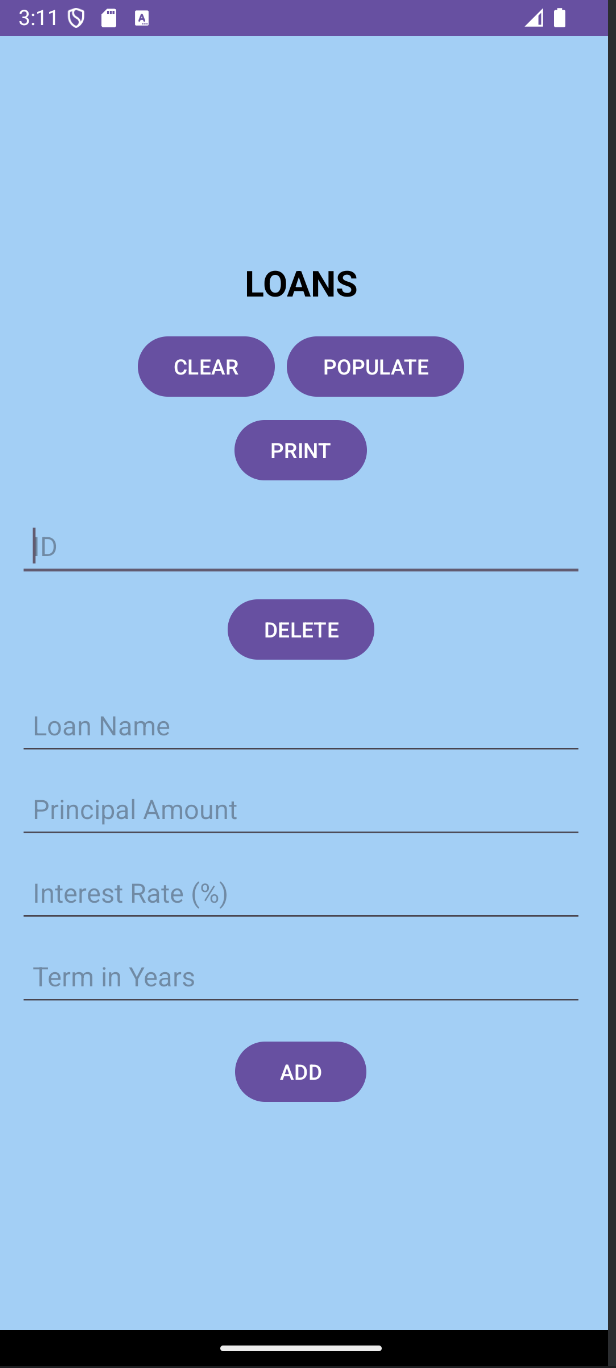 3:11
LOANS
CLEAR POPULATE
PRINT
ID
DELETE
Loan Name
Principal Amount
Interest Rate (%)
Term in Years
ADD